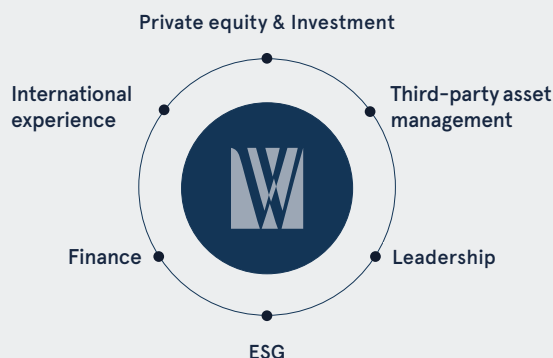 Private equity & Investment
International
experience
Third-party asset
management
Finance
Leadership
ESG